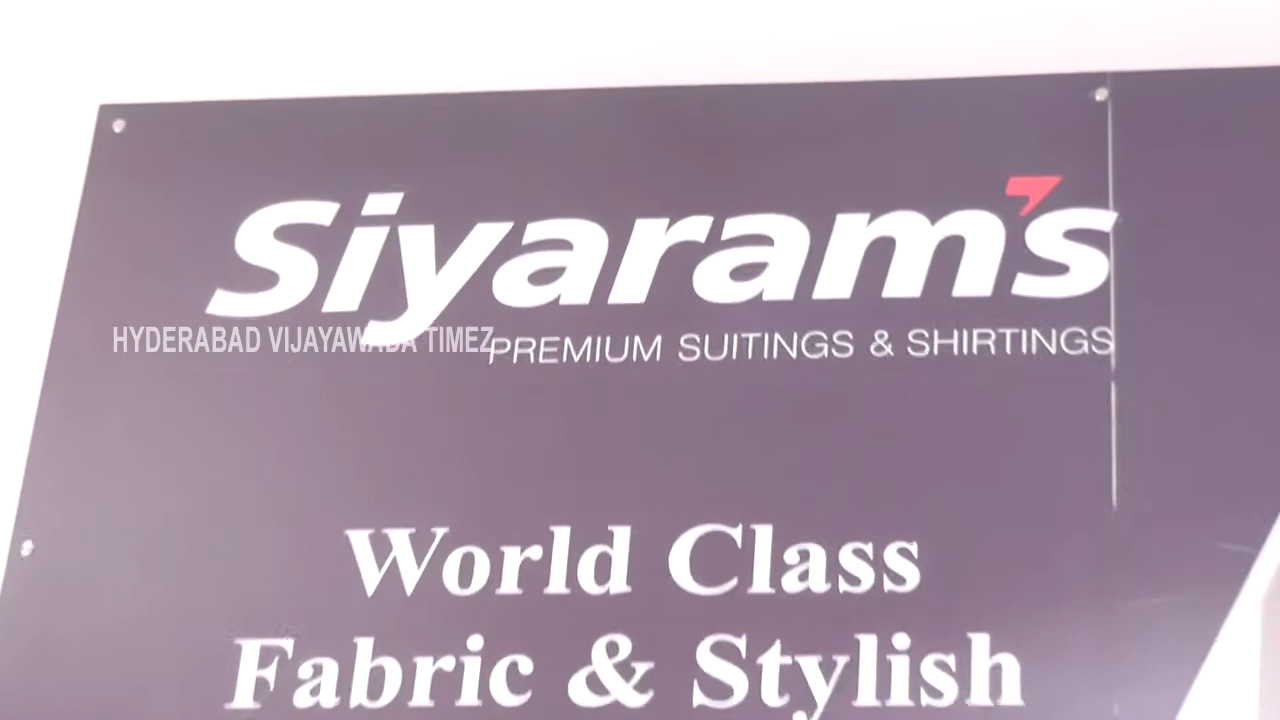 Siyaram's
HYDERABAD VIJAYAWADA TIMEZ
PREMIUM SUITINGS & SHIRTINGS
World Class
Fabric & Stylish